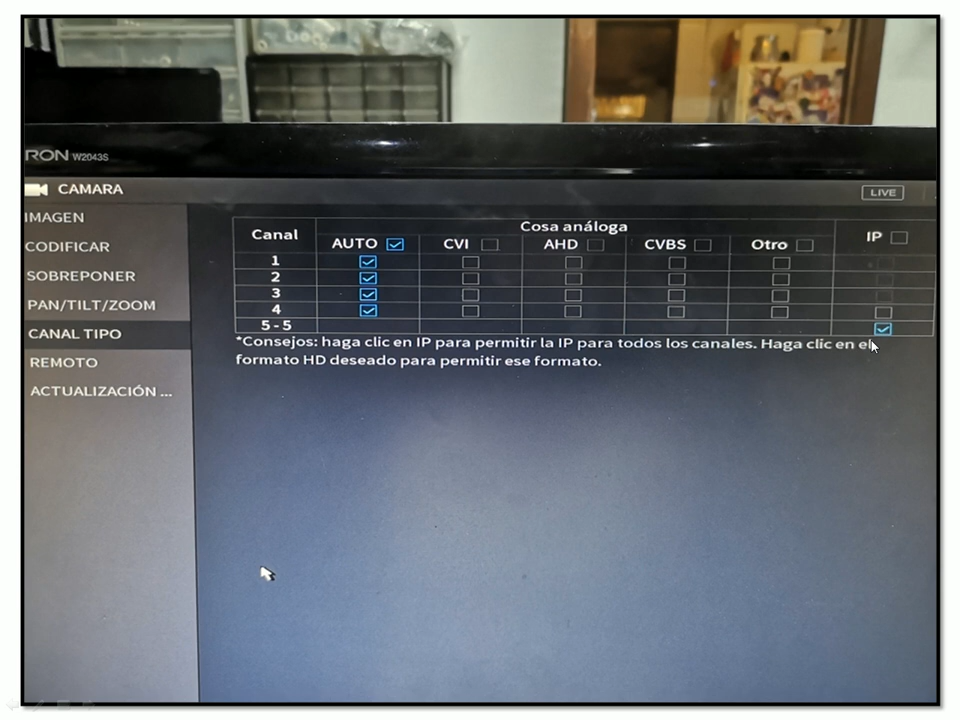 RON W2043S
CAMARA
LIVE
IMAGEN
CODIFICAR
SOBREPONER
PAN/TILT/ZOOM
CANAL TIPO
REMOTO
ACTUALIZACIÓN ...
Canal
Cosa análoga
AUTO CVI AHD CVBS Otro IP
1
2
3
4
5 - 5
*Consejos: haga clic en IP para permitir la IP para todos los canales. Haga clic en el
formato HD deseado para permitir ese formato.